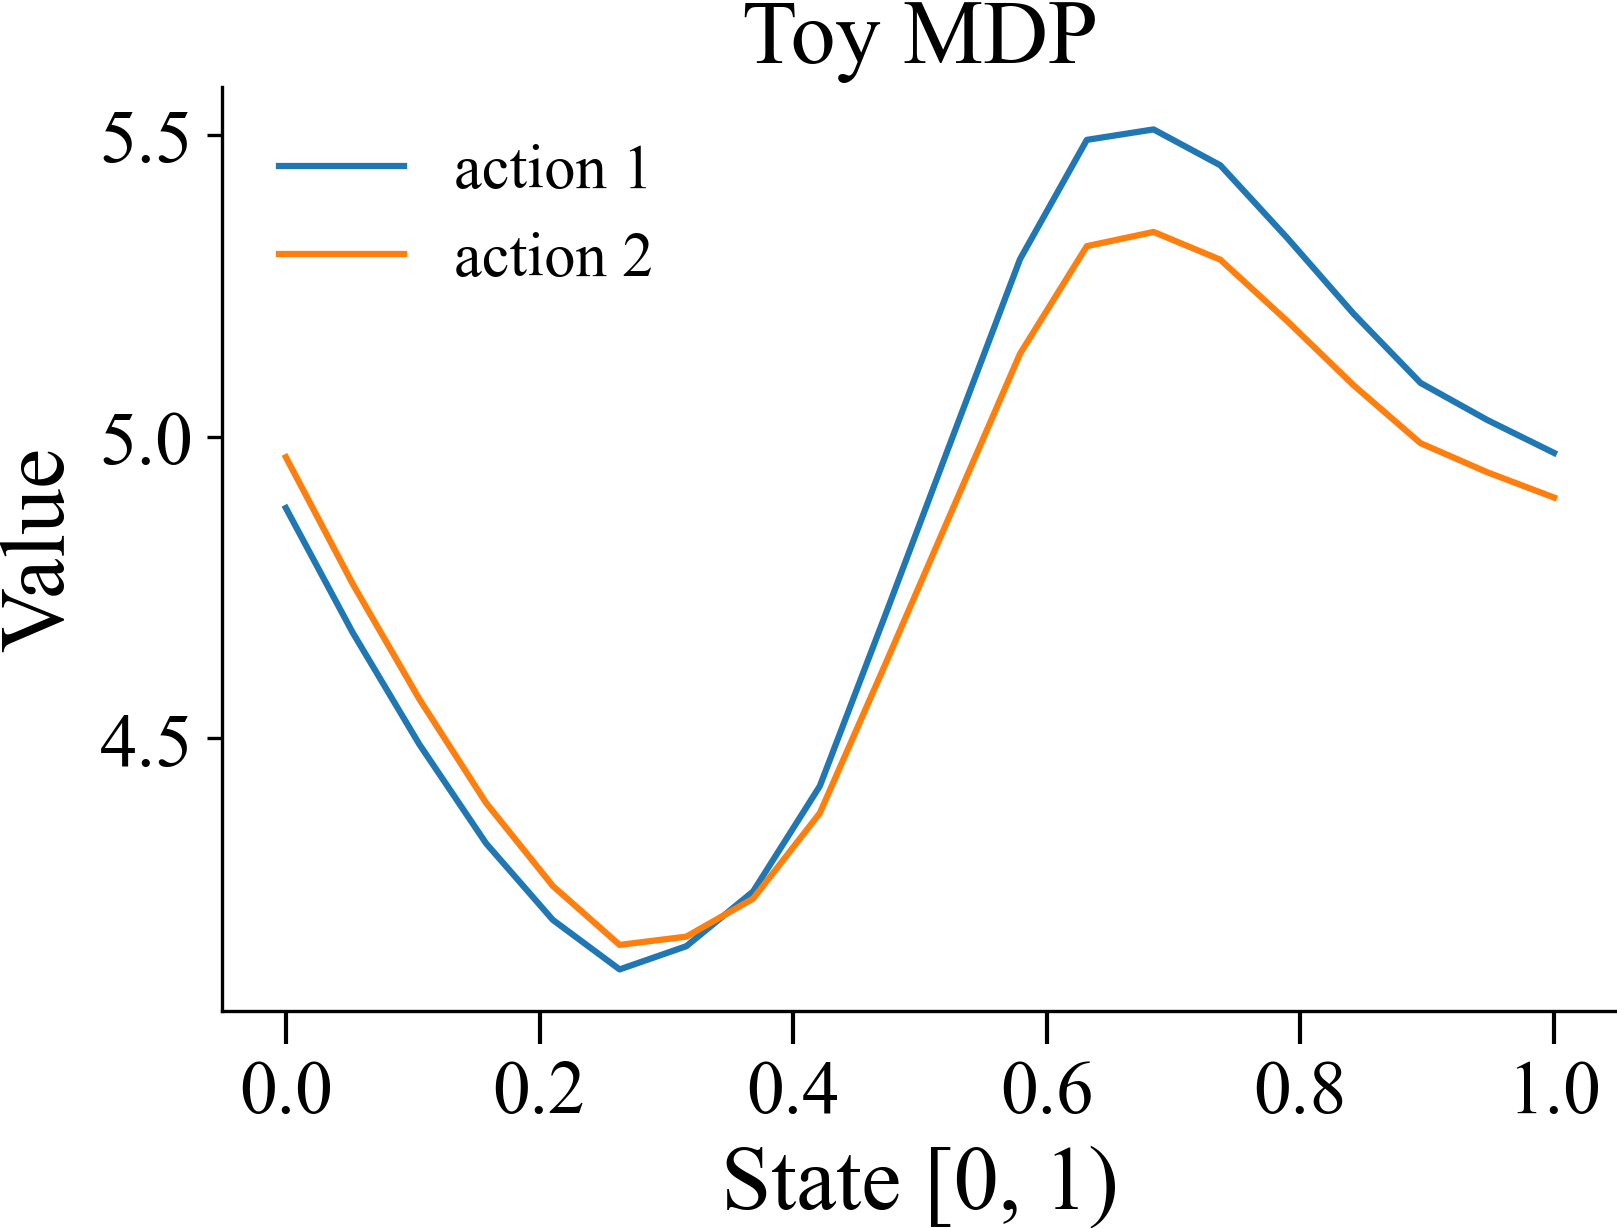 Toy MDP
5.5
5.0
4.5
Value
action 1
action 2
0.0 0.2 0.4 0.6 0.8 1.0
State [0, 1)